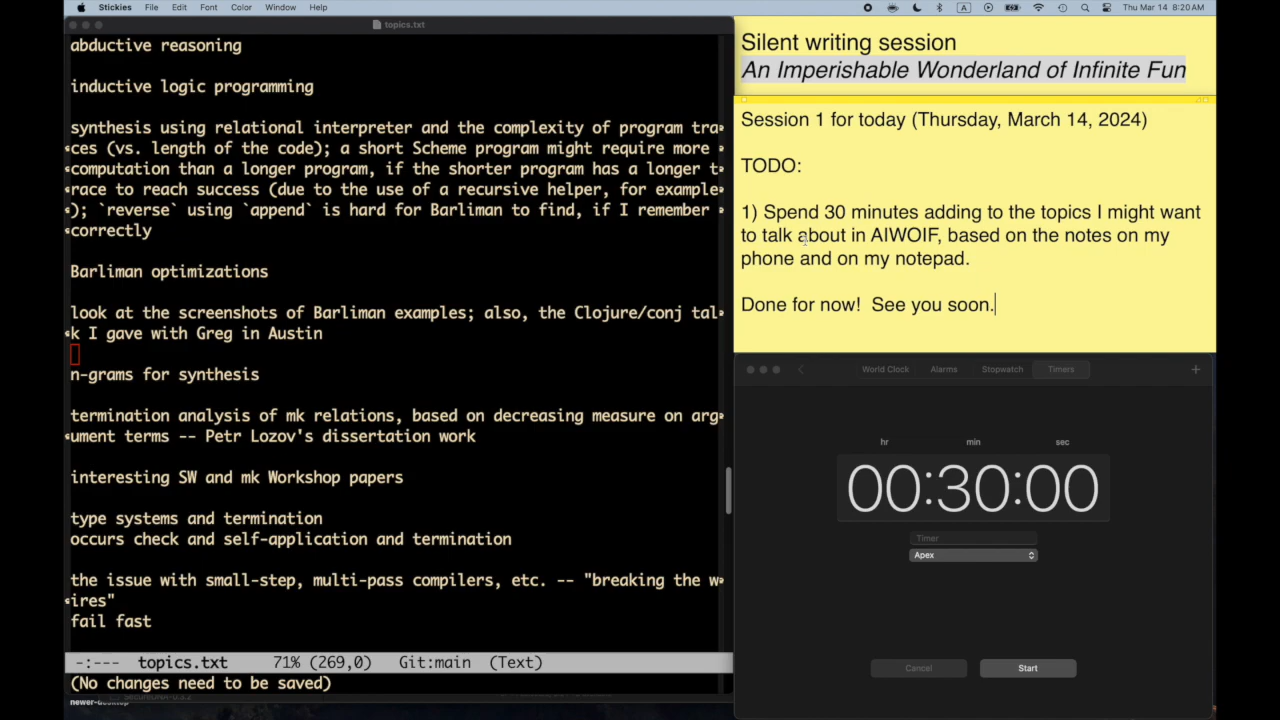 Stickies File Edit Font Color Window Help
A Thu Mar 14 8:20 AM
topics.txt
abductive reasoning
inductive logic programming
synthesis using relational interpreter and the complexity of program tra
ces (vs. length of the code); a short Scheme program might require more
computation than a longer program, if the shorter program has a longer t
race to reach success (due to the use of a recursive helper, for example
); `reverse` using `append` is hard for Barliman to find, if I remember
correctly
Barliman optimizations
look at the screenshots of Barliman examples; also, the Clojure/conj tal
k I gave with Greg in Austin
n-grams for synthesis
termination analysis of mk relations, based on decreasing measure on arg
ument terms -- Petr Lozov's dissertation work
interesting SW and mk Workshop papers
type systems and termination
occurs check and self-application and termination
the issue with small-step, multi-pass compilers, etc. -- "breaking the w
ires"
fail fast
-:--- topics.txt 71% (269,0) Git:main (Text)
(No changes need to be saved)
newer-desktop
Silent writing session
An Imperishable Wonderland of Infinite Fun
Session 1 for today (Thursday, March 14, 2024)
TODO:
1) Spend 30 minutes adding to the topics I might want
to talk about in AIWOIF, based on the notes on my
phone and on my notepad.
Done for now!  See you soon.
World Clock Alarms Stopwatch Timers +
hr min sec
00:30:00
Timer
Apex
Cancel Start